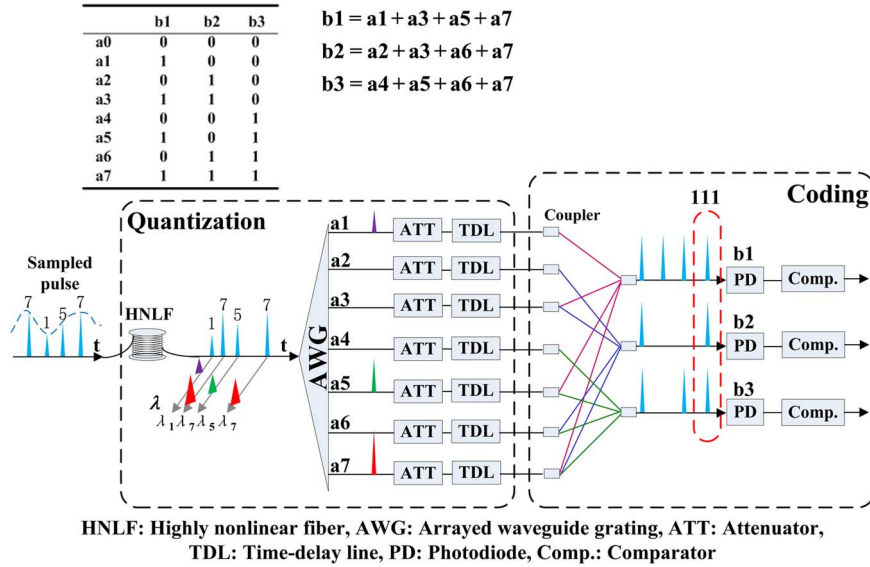 b1 b2 b3
a0 0 0 0
a1 1 0 0
a2 0 1 0
a3 1 1 0
a4 0 0 1
a5 1 0 1
a6 0 1 1
a7 1 1 1
b1 = a1 + a3 + a5 + a7
b2 = a2 + a3 + a6 + a7
b3 = a4 + a5 + a6 + a7
Quantization
Coding
Sampled
pulse
7 1 5 7
t
HNLF
1 7 5 7
t
λ
λ1 λ7 λ5 λ7
AWG
a1 ATT TDL
a2 ATT TDL
a3 ATT TDL
a4 ATT TDL
a5 ATT TDL
a6 ATT TDL
a7 ATT TDL
Coupler
111
b1
PD Comp.
b2
PD Comp.
b3
PD Comp.
HNLF: Highly nonlinear fiber, AWG: Arrayed waveguide grating, ATT: Attenuator,
TDL: Time-delay line, PD: Photodiode, Comp.: Comparator